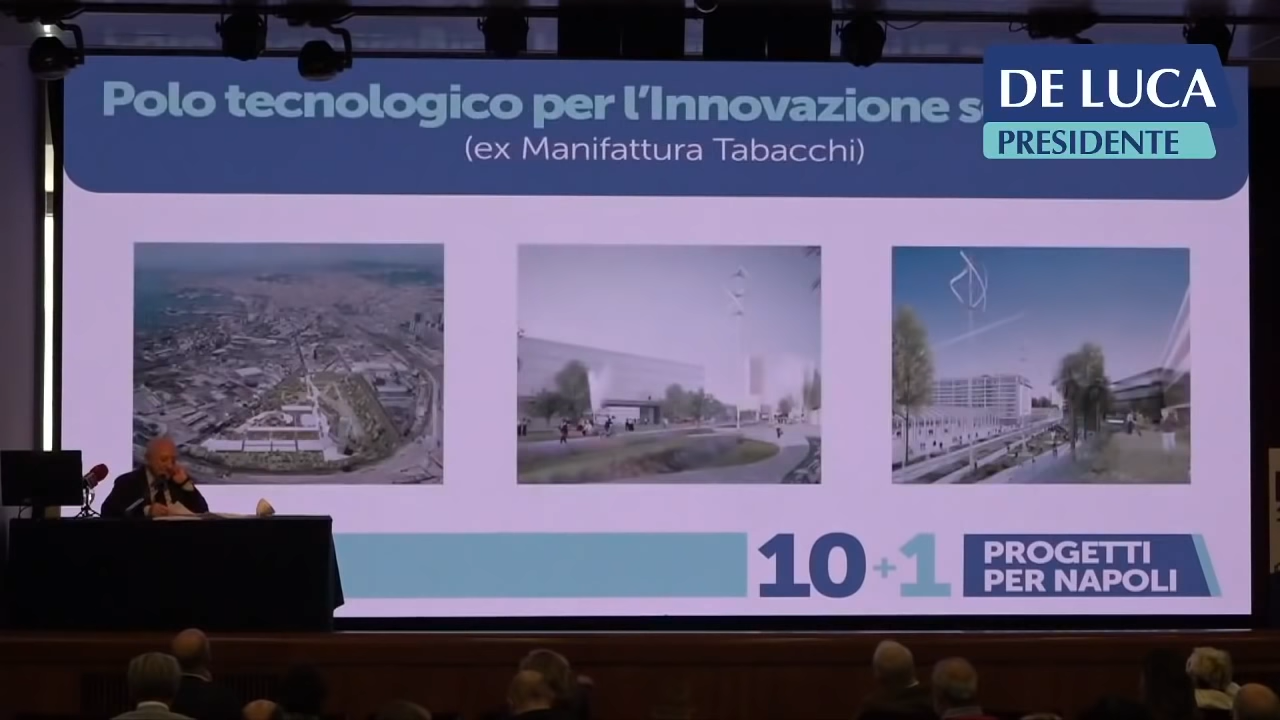 Polo tecnologico per l'Innovazione
(ex Manifattura Tabacchi)
DE LUCA
PRESIDENTE
10+1
PROGETTI
PER NAPOLI